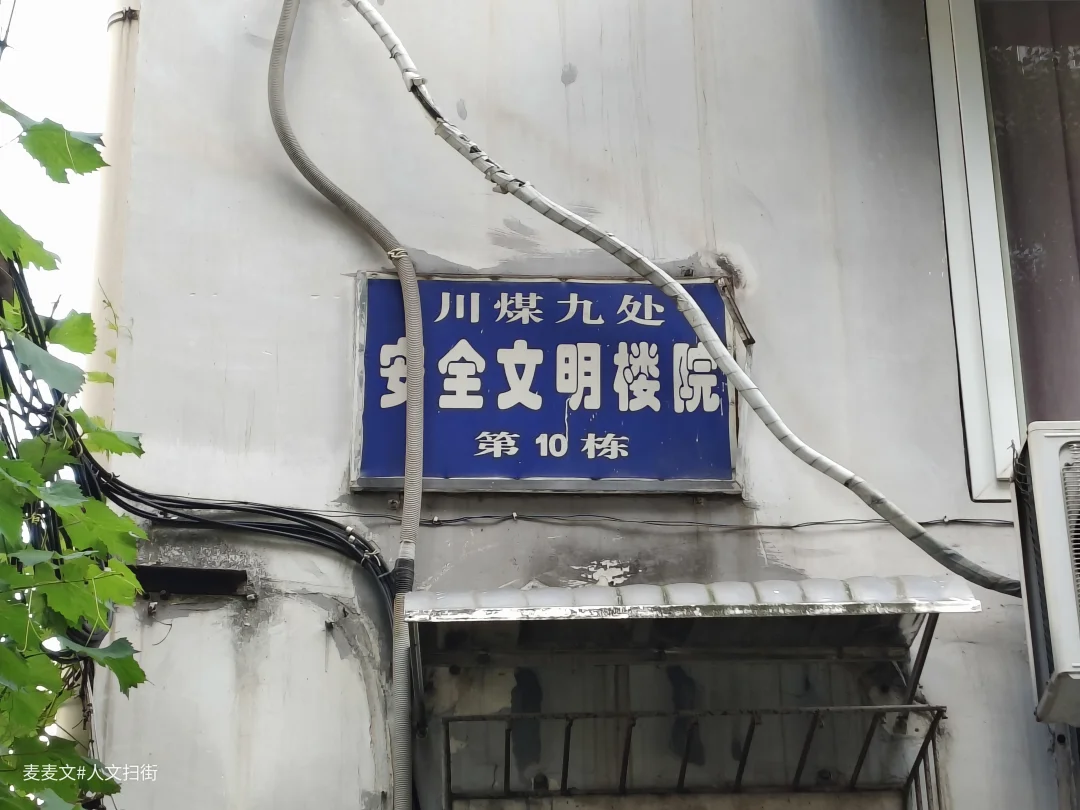 川煤九处
安全文明楼院
第10栋
麦麦文#人文扫街